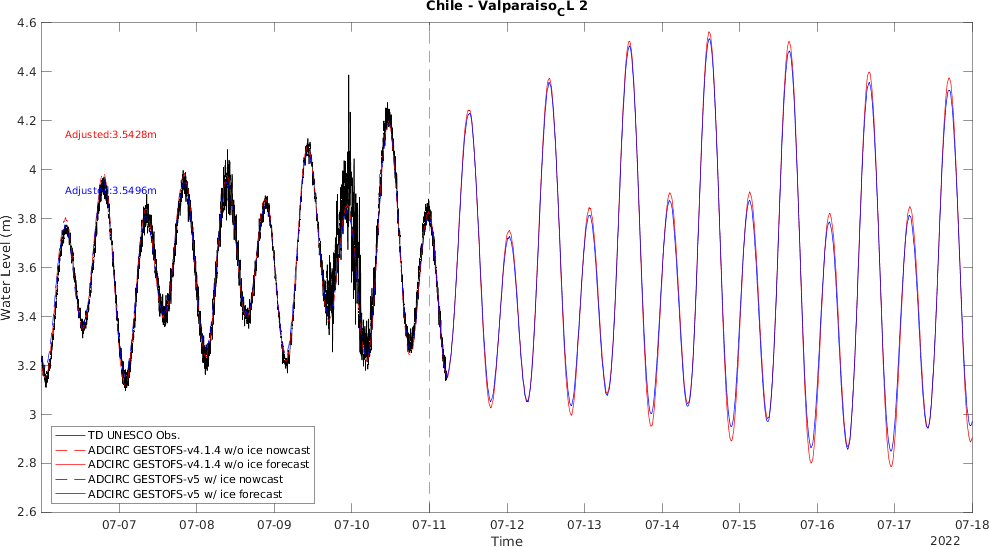 Chile - Valparaiso_CL 2
4.6
4.4
4.2
4
3.8
3.6
3.4
3.2
3
2.8
2.6
Water Level (m)
Adjusted:3.5428m
Adjusted:3.5496m
TD UNESCO Obs.
ADCIRC GESTOFS-v4.1.4 w/o ice nowcast
ADCIRC GESTOFS-v4.1.4 w/o ice forecast
ADCIRC GESTOFS-v5 w/ ice nowcast
ADCIRC GESTOFS-v5 w/ ice forecast
07-07 07-08 07-09 07-10 07-11 07-12 07-13 07-14 07-15 07-16 07-17 07-18
Time
2022